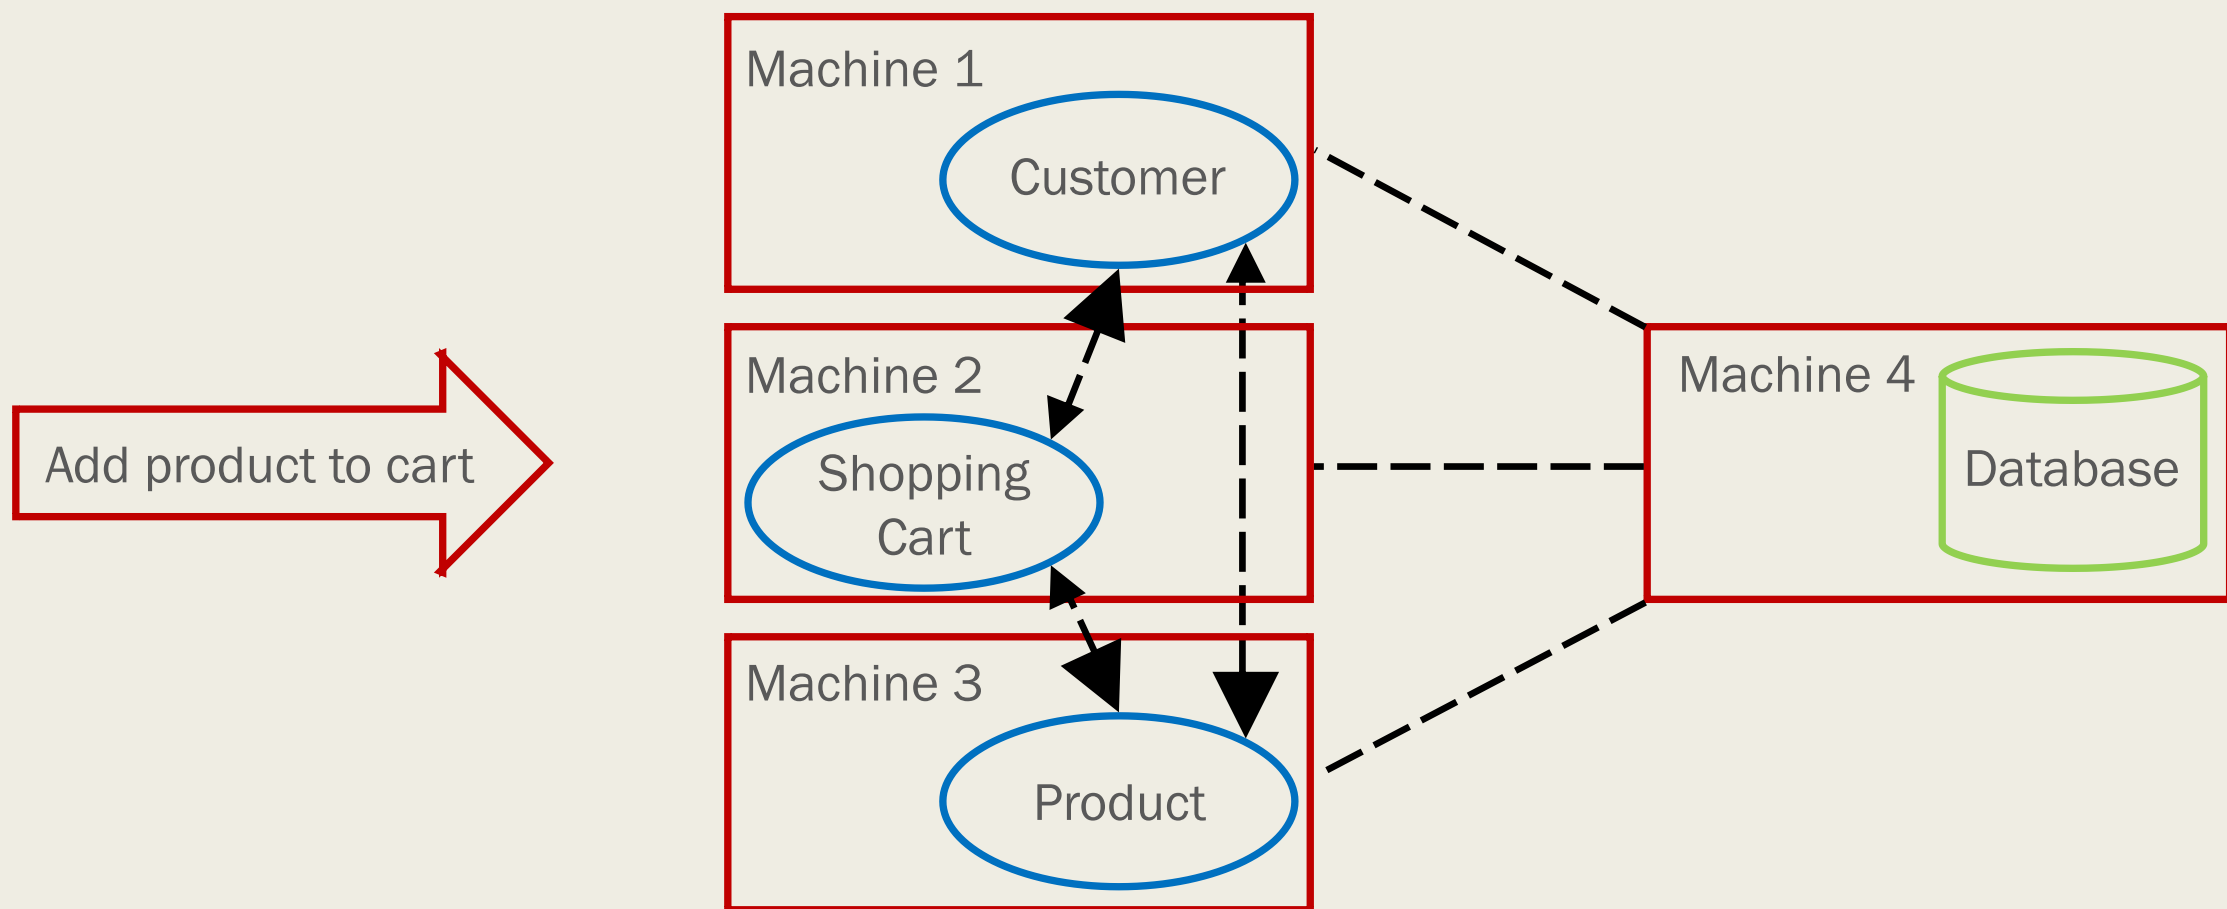 Machine 1
Customer
Add product to cart
Machine 2
Shopping
Cart
Machine 3
Product
Machine 4
Database